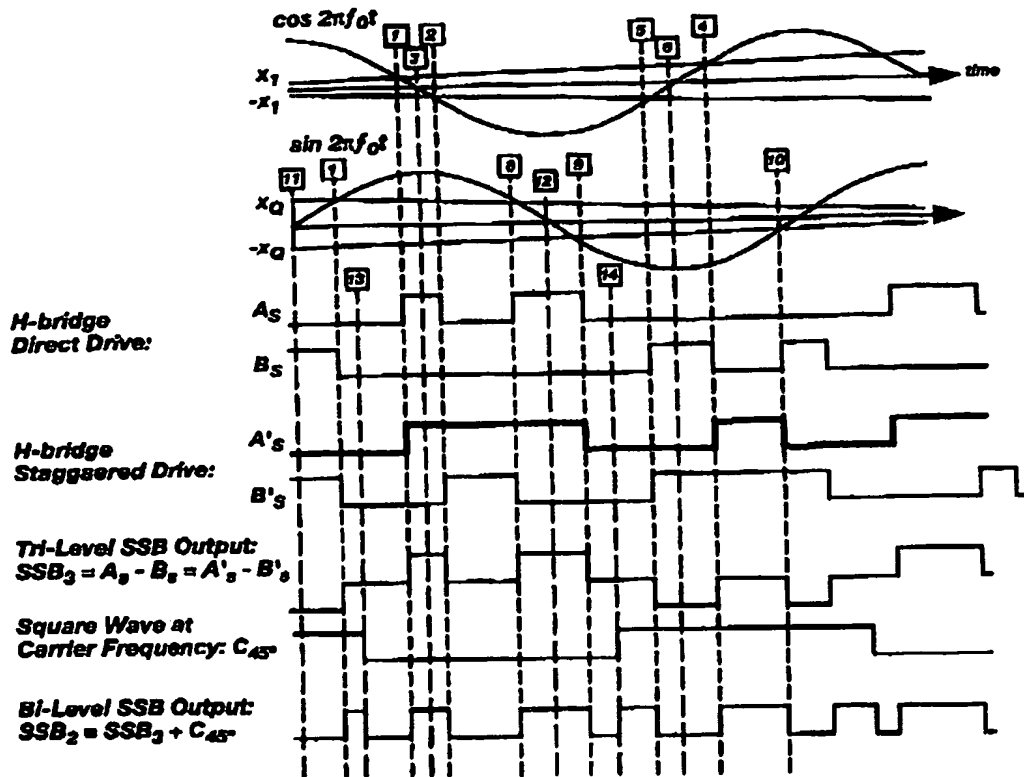 cos 2πf₀t
1
2
3
5
6
4
x₁
-x₁
time
sin 2πf₀t
11
1
8
12
9
10
x_Q
-x_Q
13
14
H-bridge
Direct Drive:
A_S
B_S
H-bridge
Staggaered Drive:
A'_S
B'_S
Tri-Level SSB Output:
SSB₃ = A_s - B_s = A'_s - B'_s
Square Wave at
Carrier Frequency: C₄₅°
Bi-Level SSB Output:
SSB₂ = SSB₃ + C₄₅°